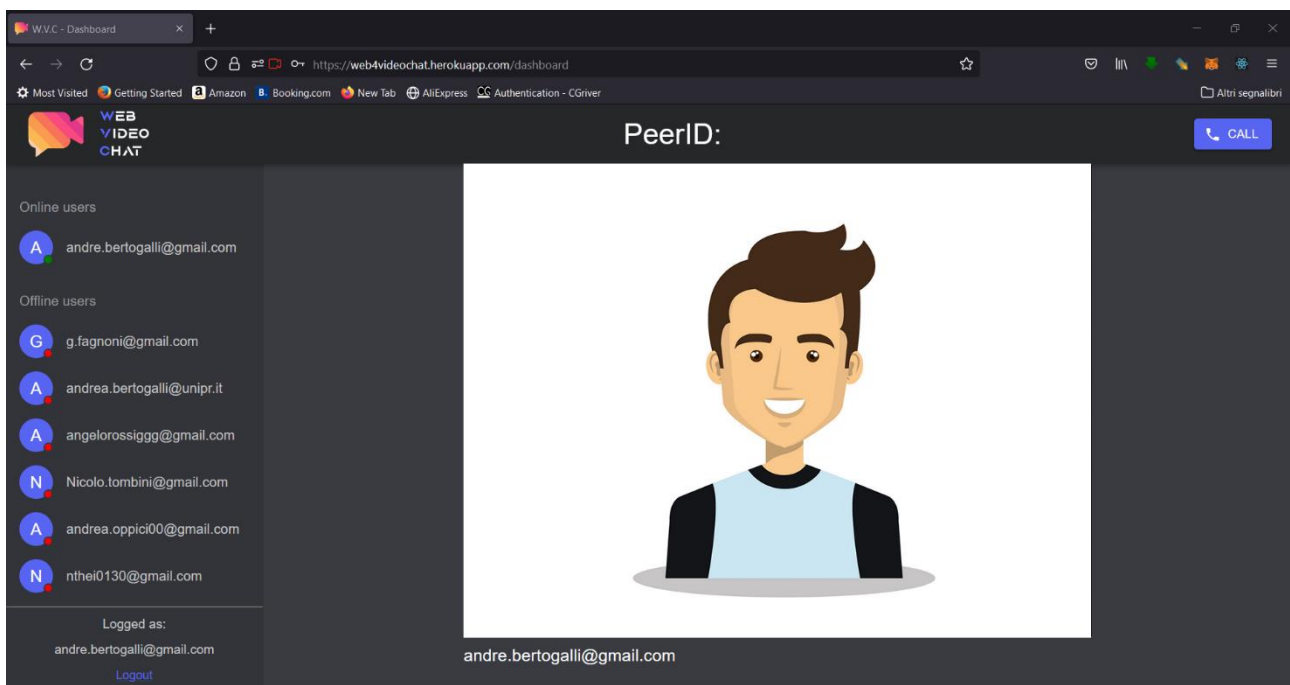 W.V.C - Dashboard
https://web4videochat.herokuapp.com/dashboard
Most Visited Getting Started Amazon Booking.com New Tab AliExpress Authentication - CGriver Altri segnalibri
WEB
VIDEO
CHAT
PeerID:
CALL
Online users
A andre.bertogalli@gmail.com
Offline users
G g.fagnoni@gmail.com
A andrea.bertogalli@unipr.it
A angelorossiggg@gmail.com
N Nicolo.tombini@gmail.com
A andrea.oppici00@gmail.com
N nthei0130@gmail.com
Logged as:
andre.bertogalli@gmail.com
Logout
andre.bertogalli@gmail.com